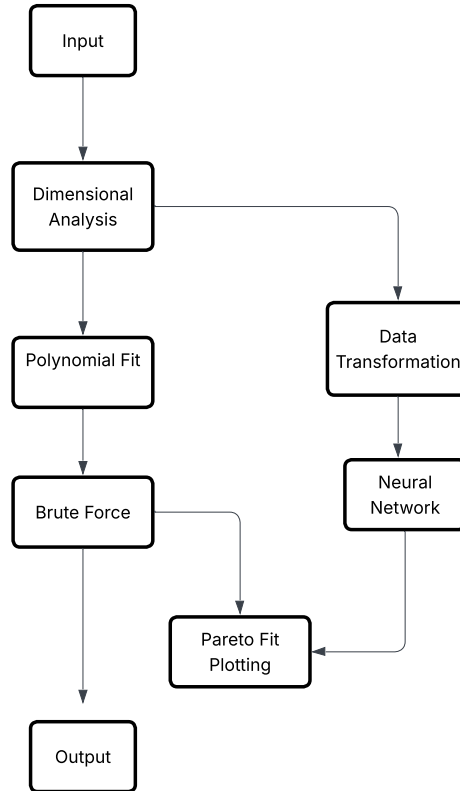 Input
Dimensional
Analysis
Polynomial Fit
Data
Transformation
Neural
Network
Brute Force
Pareto Fit
Plotting
Output